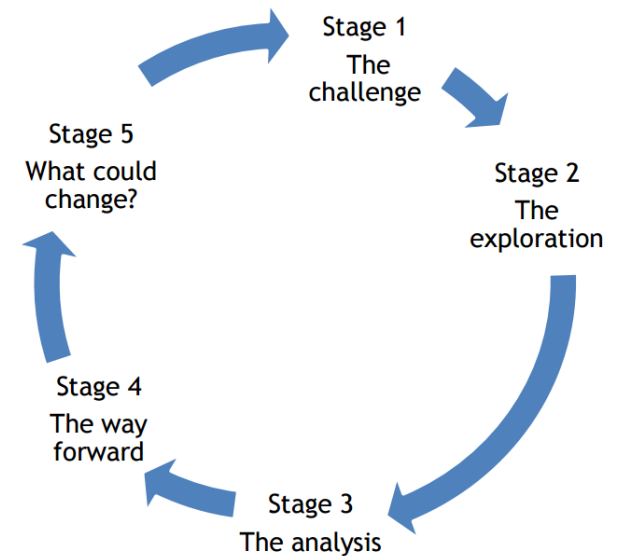 Stage 1
The
challenge
Stage 2
The
exploration
Stage 3
The analysis
Stage 4
The way
forward
Stage 5
What could
change?